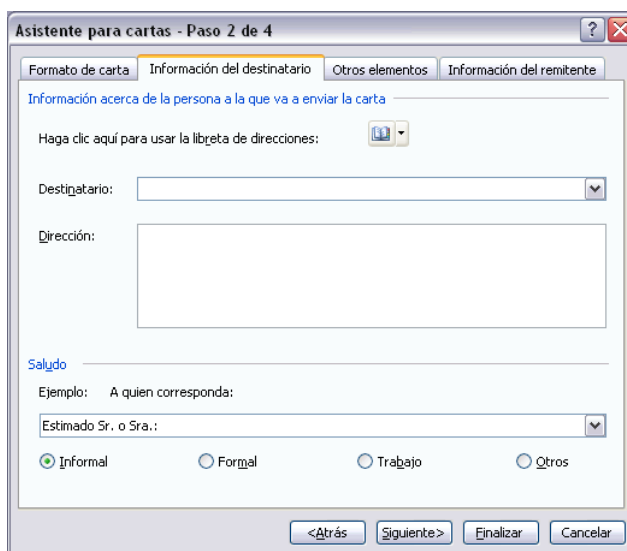 Asistente para cartas - Paso 2 de 4
Formato de carta Información del destinatario Otros elementos Información del remitente
Información acerca de la persona a la que va a enviar la carta
Haga clic aquí para usar la libreta de direcciones:
Destinatario:
Dirección:
Saludo
Ejemplo: A quien corresponda:
Estimado Sr. o Sra.:
Informal Formal Trabajo Otros
<Atrás Siguiente> Finalizar Cancelar